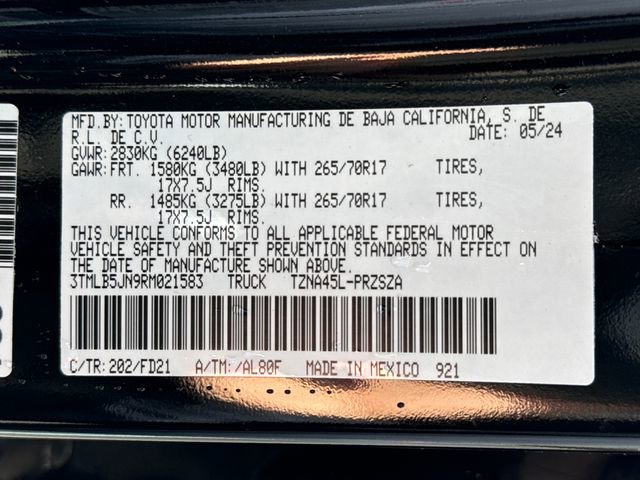 MFD.BY:TOYOTA MOTOR MANUFACTURING DE BAJA CALIFORNIA, S. DE
R.L. DE C.V. DATE: 05/24
GVWR:2830KG (6240LB)
GAWR:FRT. 1580KG (3480LB) WITH 265/70R17 TIRES,
17X7.5J RIMS.
RR. 1485KG (3275LB) WITH 265/70R17 TIRES,
17X7.5J RIMS.
THIS VEHICLE CONFORMS TO ALL APPLICABLE FEDERAL MOTOR
VEHICLE SAFETY AND THEFT PREVENTION STANDARDS IN EFFECT ON
THE DATE OF MANUFACTURE SHOWN ABOVE.
3TMLB5JN9RM021583 TRUCK TZNA45L-PRZSZA
C/TR:202/FD21 A/TM:/AL80F MADE IN MEXICO 921